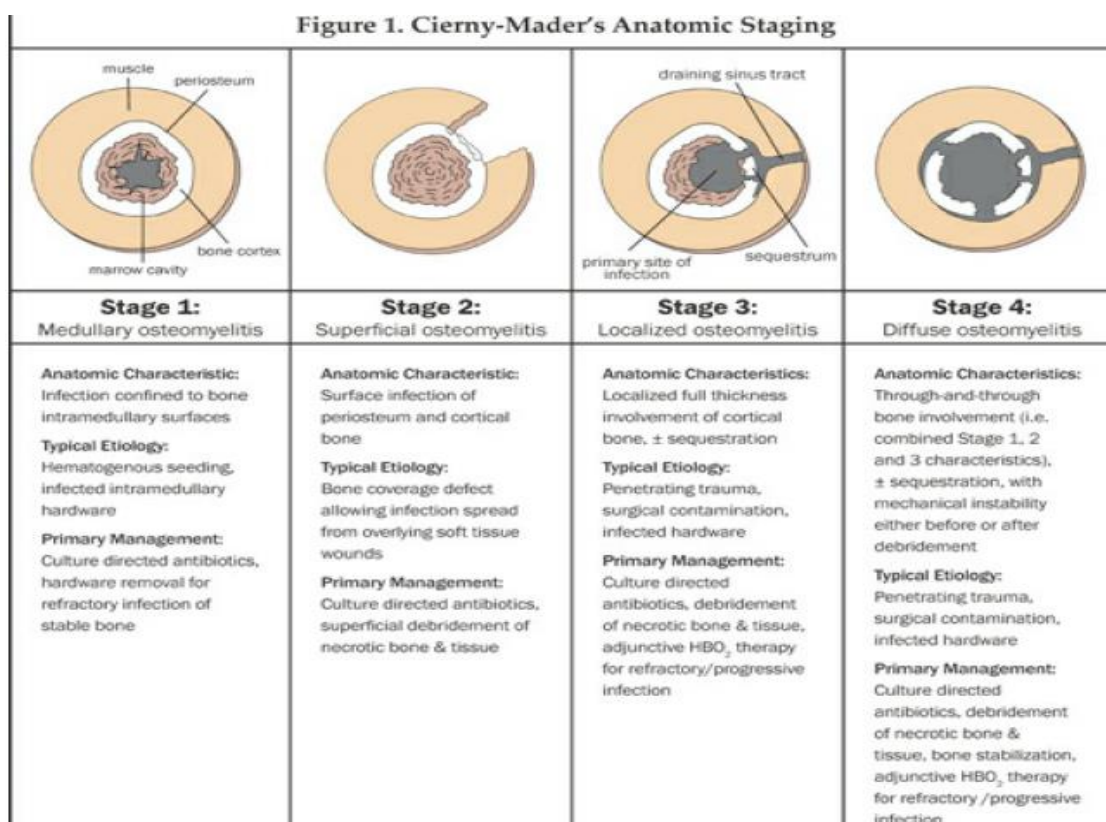 Figure 1. Cierny-Mader's Anatomic Staging
muscle
periosteum
bone cortex
marrow cavity
draining sinus tract
primary site of
infection
sequestrum
Stage 1:
Medullary osteomyelitis
Anatomic Characteristic:
Infection confined to bone
intramedullary surfaces
Typical Etiology:
Hematogenous seeding,
infected intramedullary
hardware
Primary Management:
Culture directed antibiotics,
hardware removal for
refractory infection of
stable bone
Stage 2:
Superficial osteomyelitis
Anatomic Characteristic:
Surface infection of
periosteum and cortical
bone
Typical Etiology:
Bone coverage defect
allowing infection spread
from overlying soft tissue
wounds
Primary Management:
Culture directed antibiotics,
superficial debridement of
necrotic bone & tissue
Stage 3:
Localized osteomyelitis
Anatomic Characteristics:
Localized full thickness
involvement of cortical
bone, ± sequestration
Typical Etiology:
Penetrating trauma,
surgical contamination,
infected hardware
Primary Management:
Culture directed
antibiotics, debridement
of necrotic bone & tissue,
adjunctive HBO₂ therapy
for refractory/progressive
infection
Stage 4:
Diffuse osteomyelitis
Anatomic Characteristics:
Through-and-through
bone involvement (i.e.
combined Stage 1, 2
and 3 characteristics),
± sequestration, with
mechanical instability
either before or after
debridement
Typical Etiology:
Penetrating trauma,
surgical contamination,
infected hardware
Primary Management:
Culture directed
antibiotics, debridement
of necrotic bone &
tissue, bone stabilization,
adjunctive HBO₂ therapy
for refractory /progressive
infection